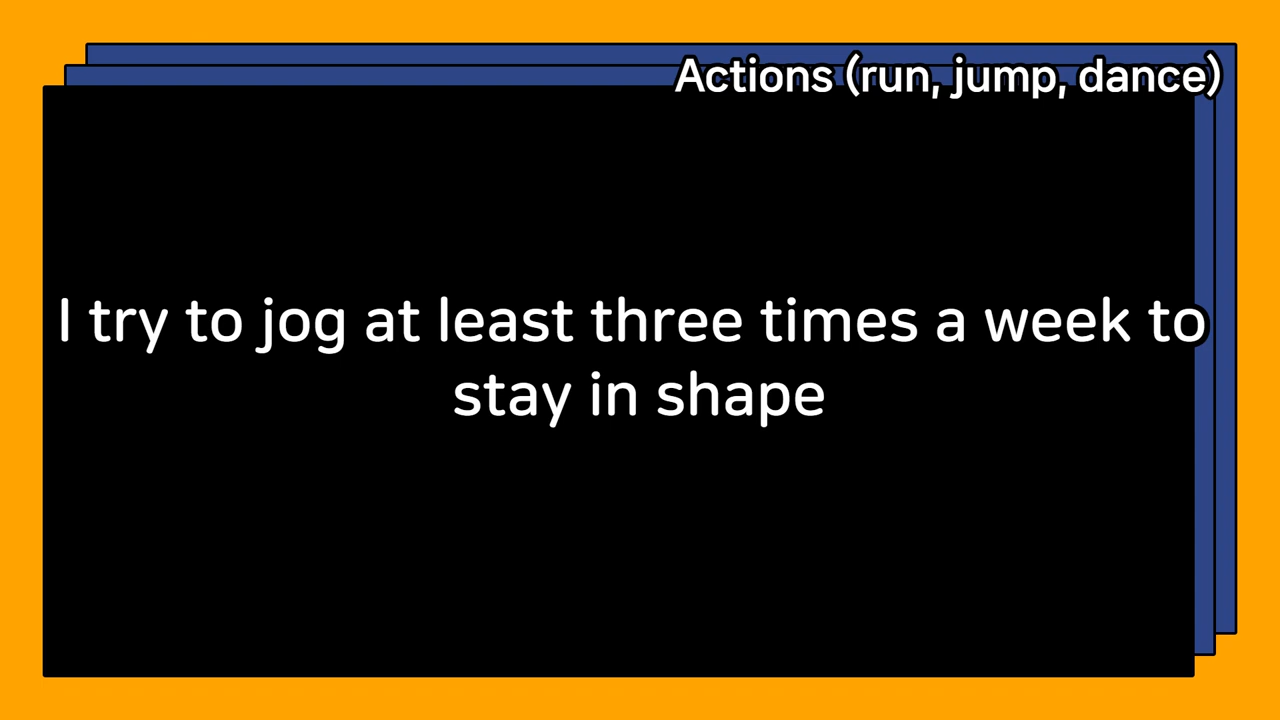 Actions (run, jump, dance)
I try to jog at least three times a week to
stay in shape